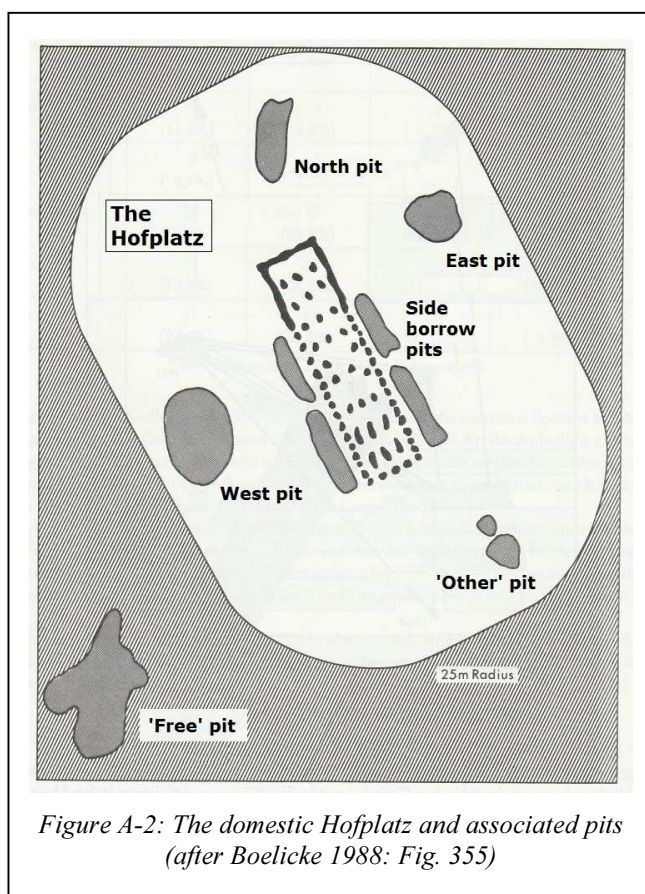 North pit
The
Hofplatz
East pit
Side
borrow
pits
West pit
'Other' pit
25m Radius
'Free' pit
Figure A-2: The domestic Hofplatz and associated pits
(after Boelicke 1988: Fig. 355)